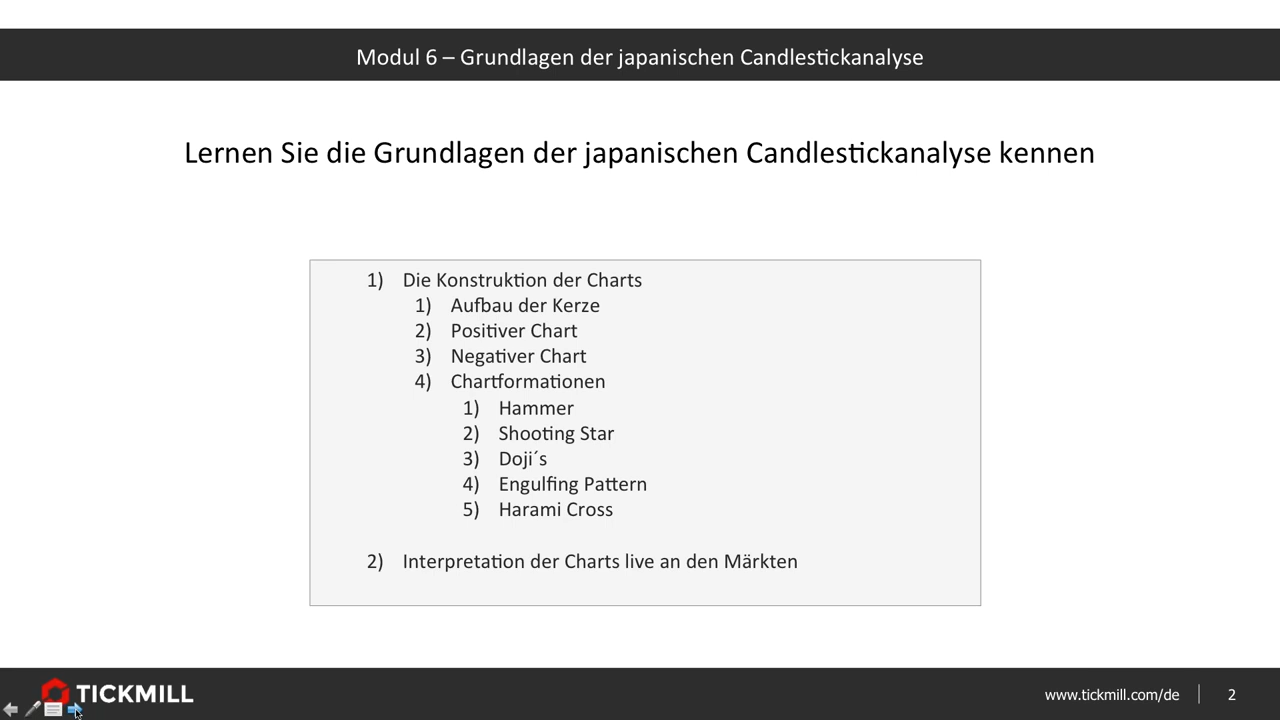 Modul 6 – Grundlagen der japanischen Candlestickanalyse
Lernen Sie die Grundlagen der japanischen Candlestickanalyse kennen
1) Die Konstruktion der Charts
1) Aufbau der Kerze
2) Positiver Chart
3) Negativer Chart
4) Chartformationen
1) Hammer
2) Shooting Star
3) Doji´s
4) Engulfing Pattern
5) Harami Cross
2) Interpretation der Charts live an den Märkten
TICKMILL
www.tickmill.com/de | 2